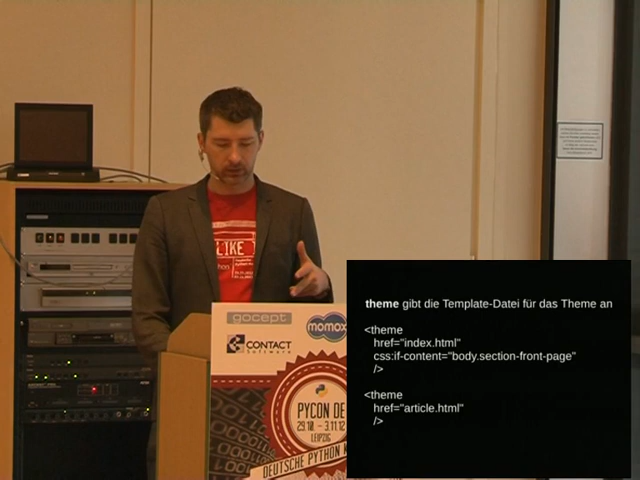 LIKE
gocept
momox
CONTACT
Software
PYCON DE
29.10. - 3.11.12
LEIPZIG
DEUTSCHE PYTHON
theme gibt die Template-Datei für das Theme an
<theme
href="index.html"
css:if-content="body.section-front-page"
/>
<theme
href="article.html"
/>